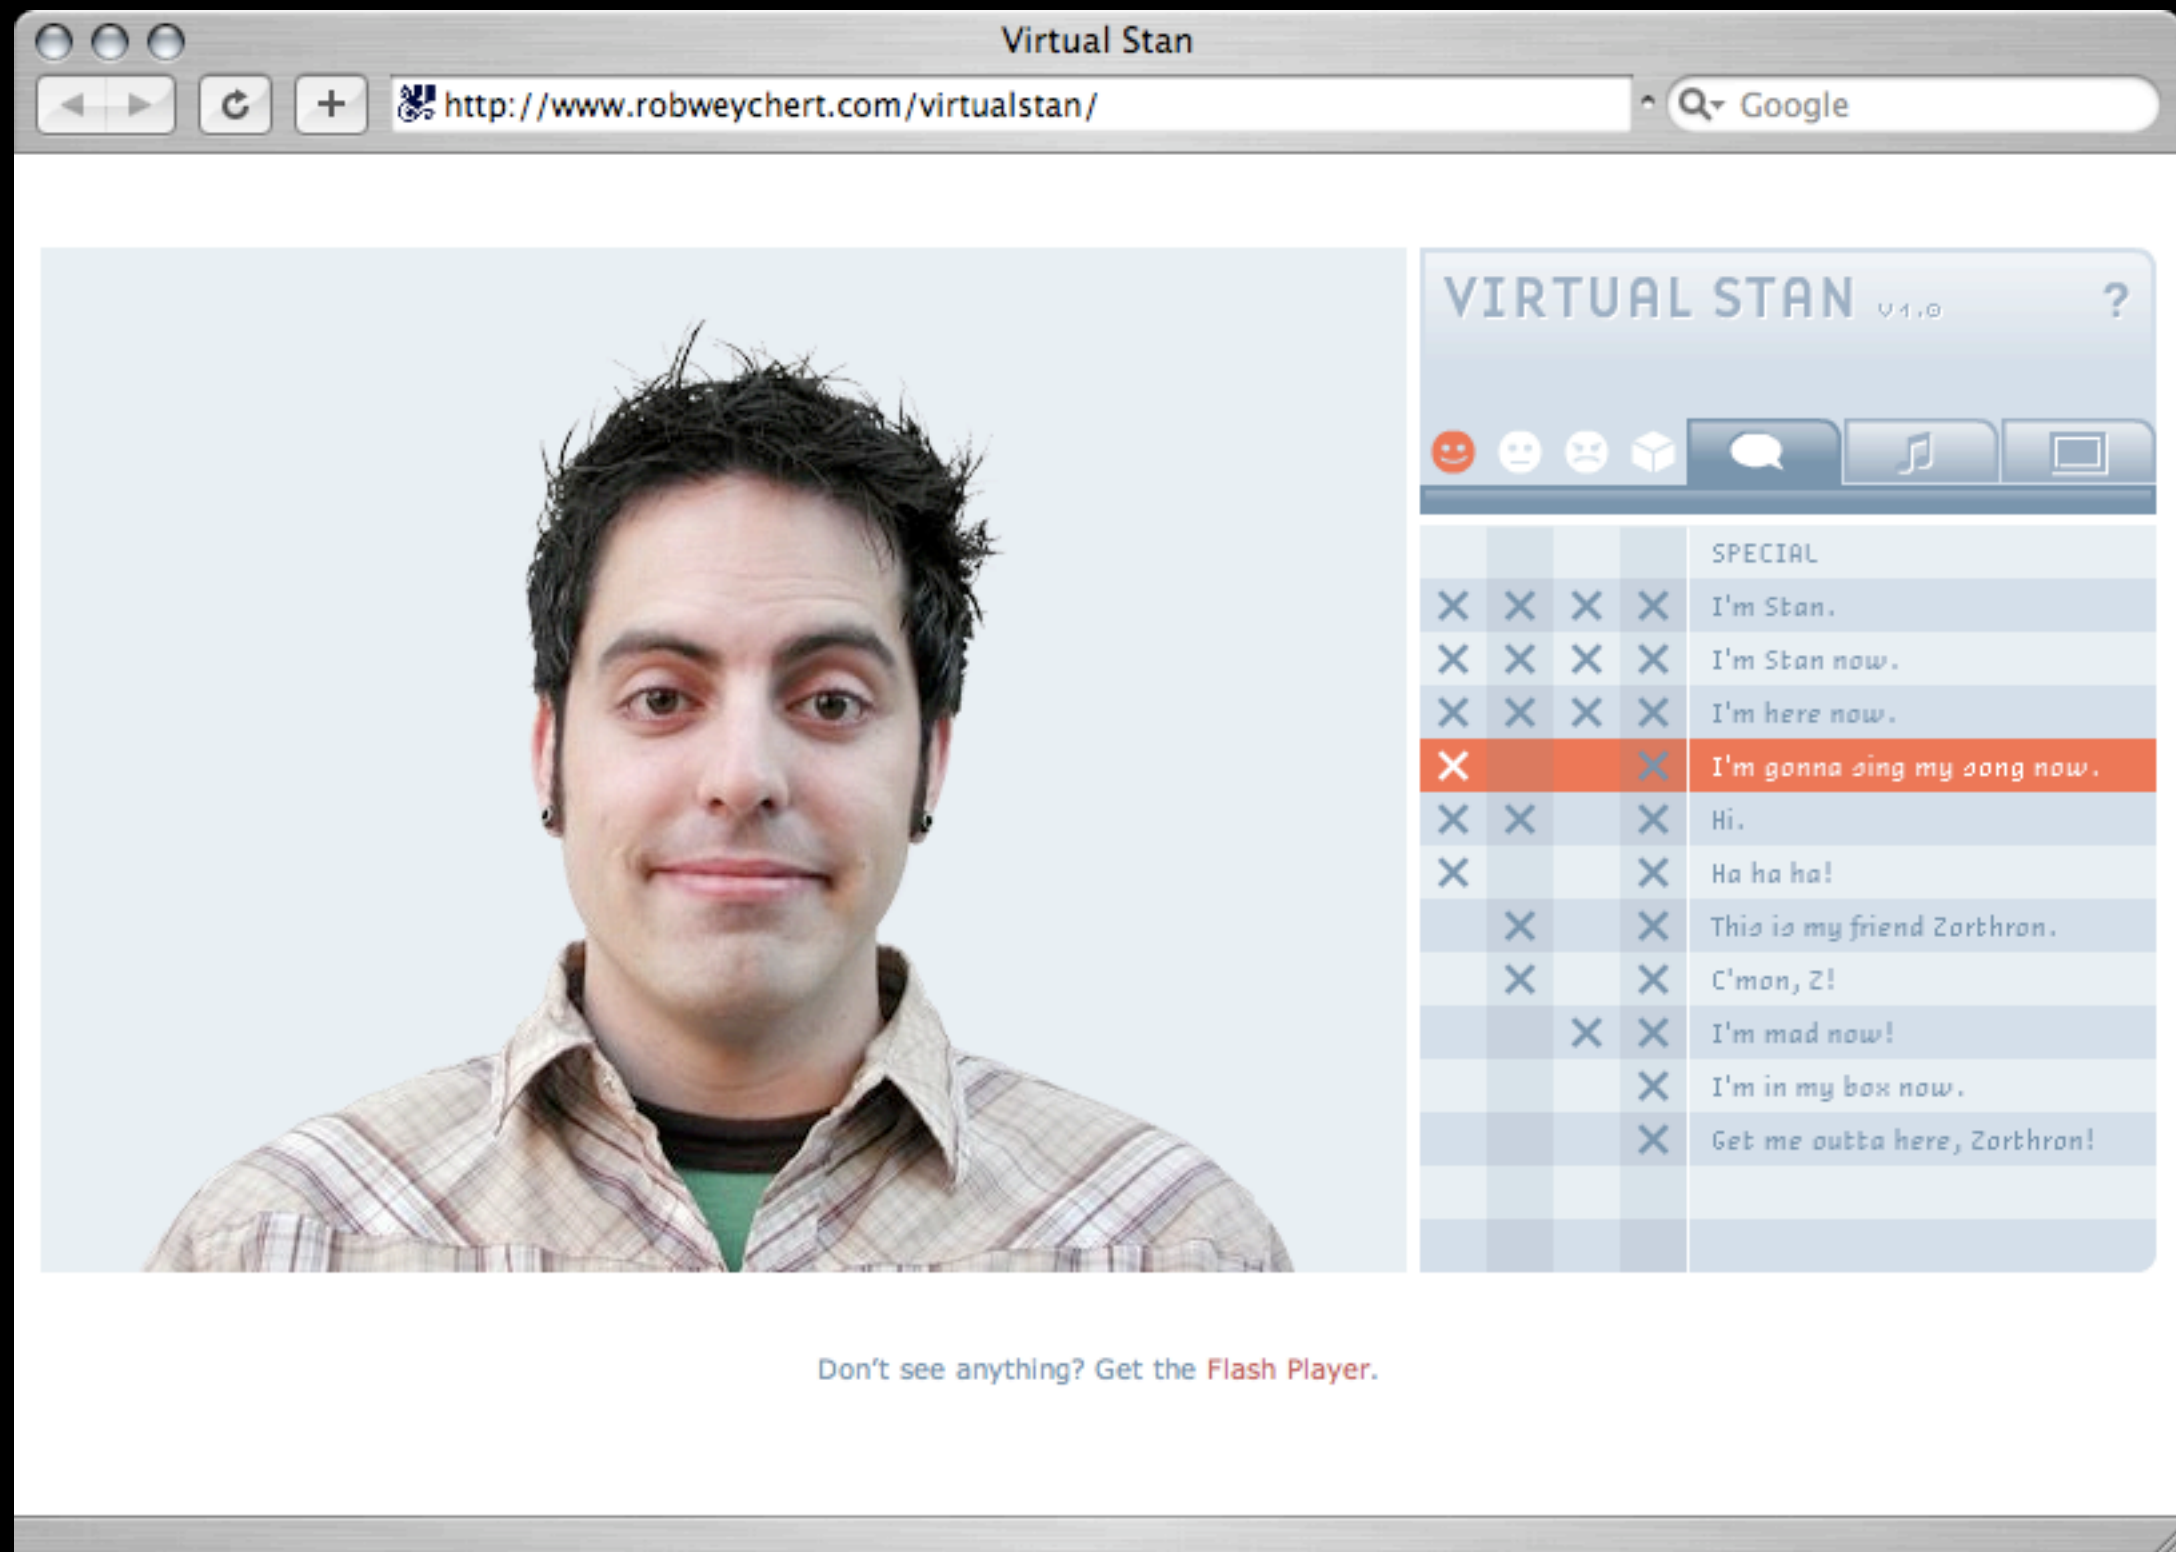 Virtual Stan
http://www.robweychert.com/virtualstan/
Google
VIRTUAL STAN v1.0 ?
SPECIAL
I'm Stan.
I'm Stan now.
I'm here now.
I'm gonna sing my song now.
Hi.
Ha ha ha!
This is my friend Zorthron.
C'mon, Z!
I'm mad now!
I'm in my box now.
Get me outta here, Zorthron!
Don’t see anything? Get the Flash Player.